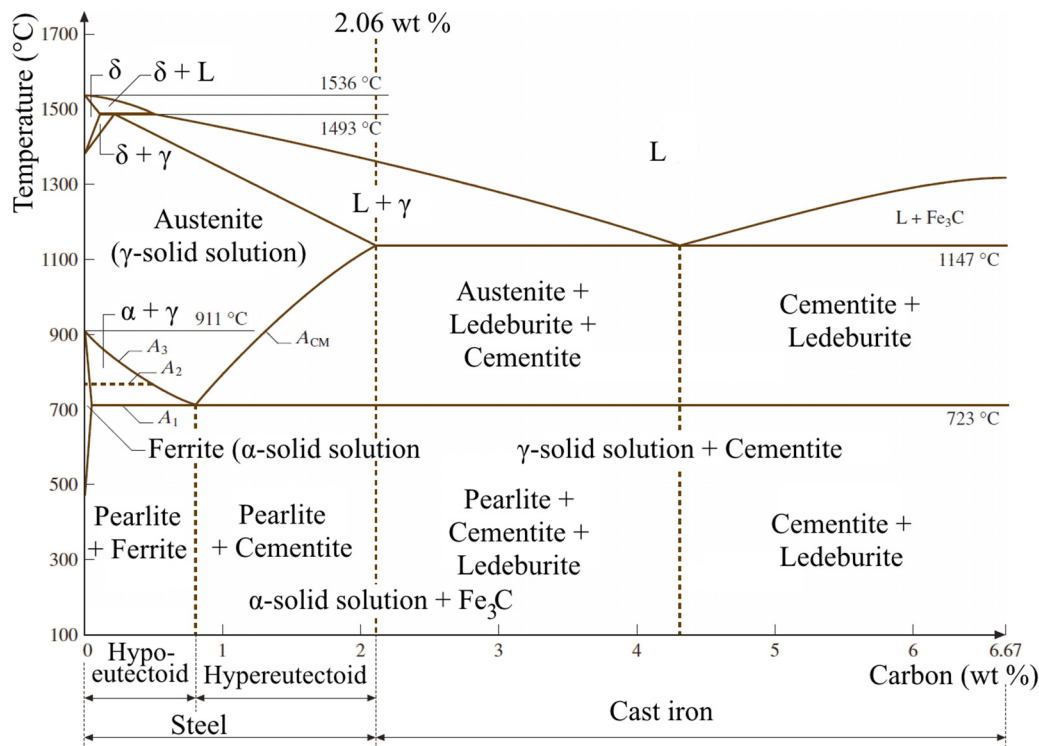 2.06 wt %
Temperature (°C)
1700
1500
1300
1100
900
700
500
300
100
δ
δ + L
1536 °C
1493 °C
δ + γ
L
L + γ
Austenite
(γ-solid solution)
L + Fe3C
1147 °C
α + γ
911 °C
A3
A2
ACM
A1
Austenite +
Ledeburite +
Cementite
Cementite +
Ledeburite
723 °C
Ferrite (α-solid solution
γ-solid solution + Cementite
Pearlite
+ Ferrite
Pearlite
+ Cementite
Pearlite +
Cementite +
Ledeburite
Cementite +
Ledeburite
α-solid solution + Fe3C
0
1
2
3
4
5
6
6.67
Hypo-
eutectoid
Hypereutectoid
Carbon (wt %)
Steel
Cast iron